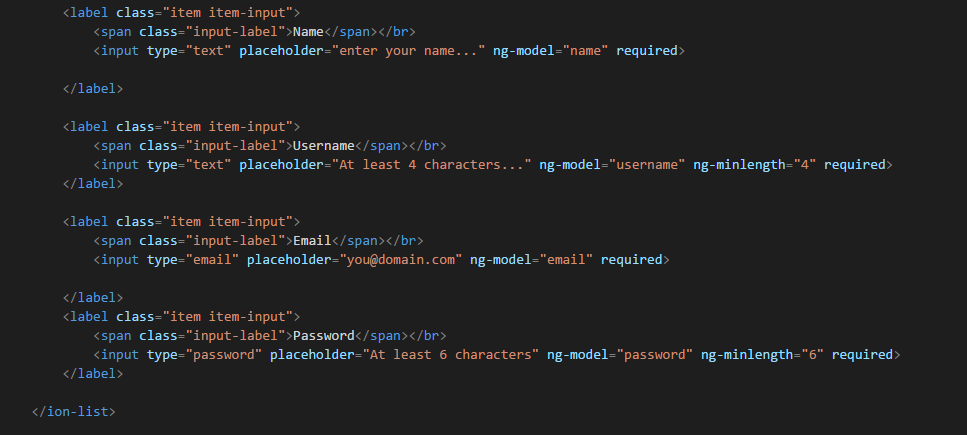 <label class="item item-input">
<span class="input-label">Name</span></br>
<input type="text" placeholder="enter your name..." ng-model="name" required>
</label>
<label class="item item-input">
<span class="input-label">Username</span></br>
<input type="text" placeholder="At least 4 characters..." ng-model="username" ng-minlength="4" required>
</label>
<label class="item item-input">
<span class="input-label">Email</span></br>
<input type="email" placeholder="you@domain.com" ng-model="email" required>
</label>
<label class="item item-input">
<span class="input-label">Password</span></br>
<input type="password" placeholder="At least 6 characters" ng-model="password" ng-minlength="6" required>
</label>
</ion-list>